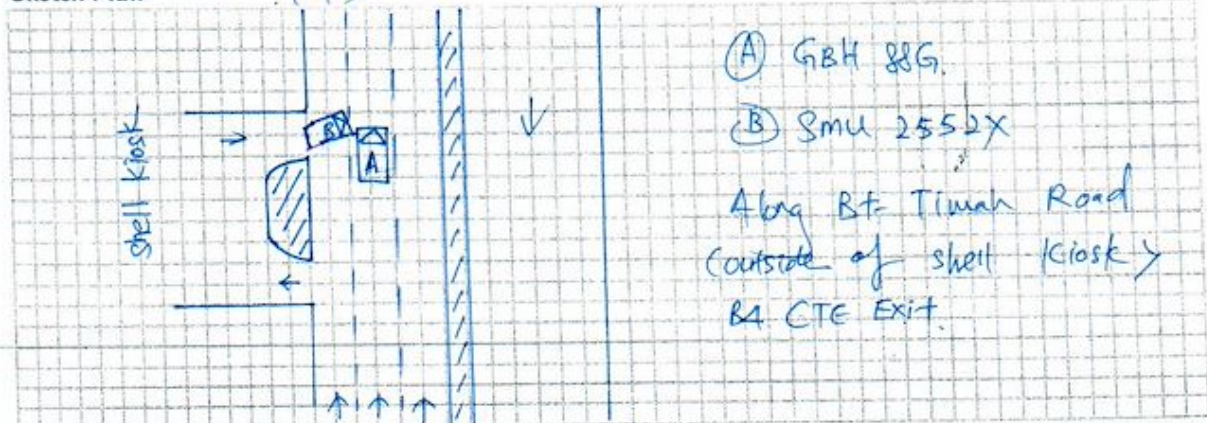 Shell Kiosk
B
A
Ⓐ GBH 88G.
Ⓑ SMU 2552X
Along Bt Timah Road
(outside of shell Kiosk)
B4 CTE Exit.